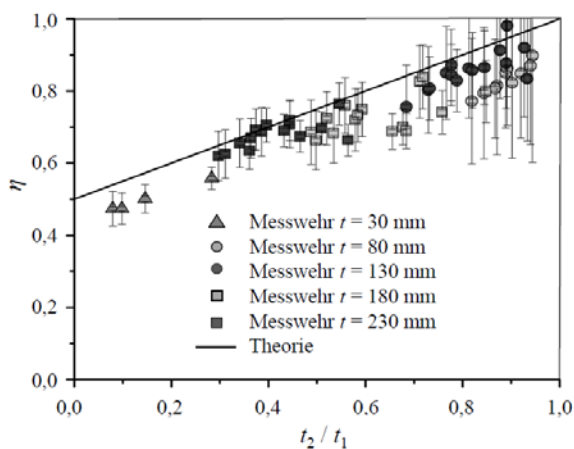 1,0
0,8
0,6
0,4
0,2
0,0
η
Messwehr t = 30 mm
Messwehr t = 80 mm
Messwehr t = 130 mm
Messwehr t = 180 mm
Messwehr t = 230 mm
Theorie
0,0 0,2 0,4 0,6 0,8 1,0
t₂ / t₁